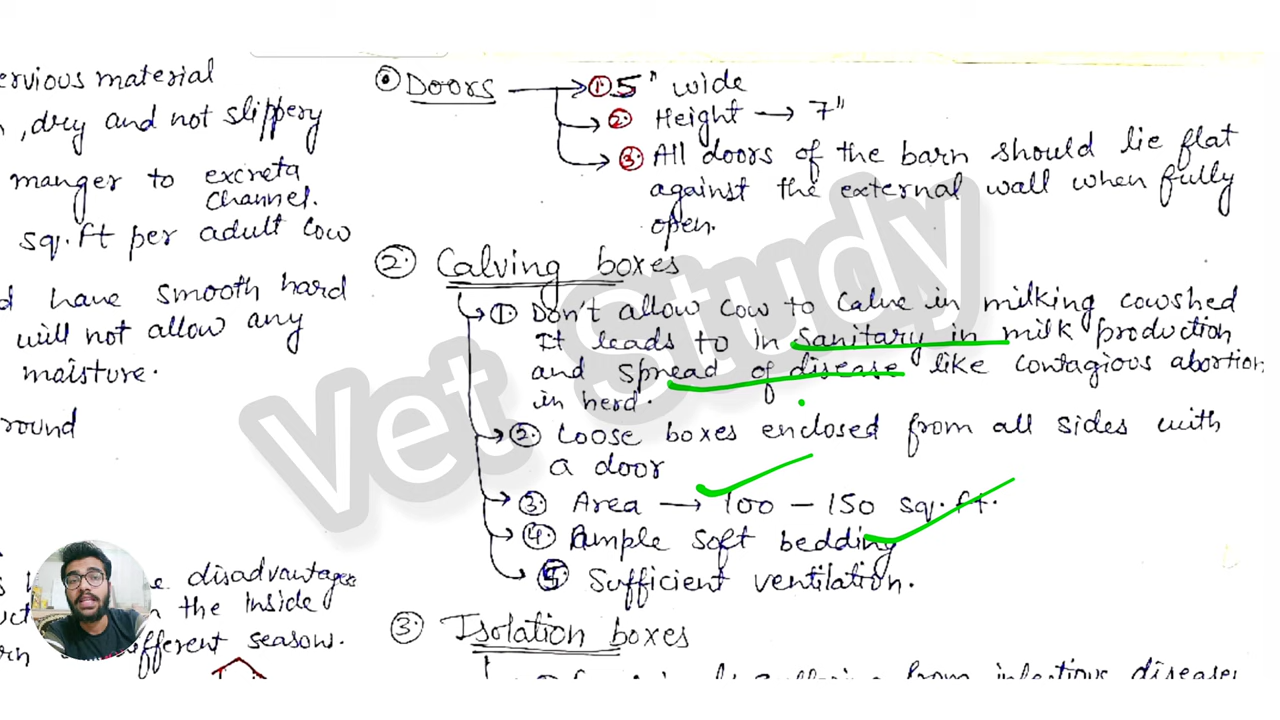 ervious material
, dry and not slippery
manger to excreta
channel.
sq.ft per adult cow
have smooth hard
will not allow any
moisture.
round
disadvantages
the inside
fferent season.
Doors → ① 5" wide
② Height → 7"
③ All doors of the barn should lie flat
against the external wall when fully
open.
② Calving boxes
① Don't allow cow to Calve in milking cowshed
It leads to in sanitary in milk production
and spread of disease like contagious abortion
in herd.
② Loose boxes enclosed from all sides with
a door
③ Area → 100 – 150 sq.ft.
④ Ample soft bedding
⑤ Sufficient ventilation.
③ Isolation boxes
from infectious diseases
Vet Study